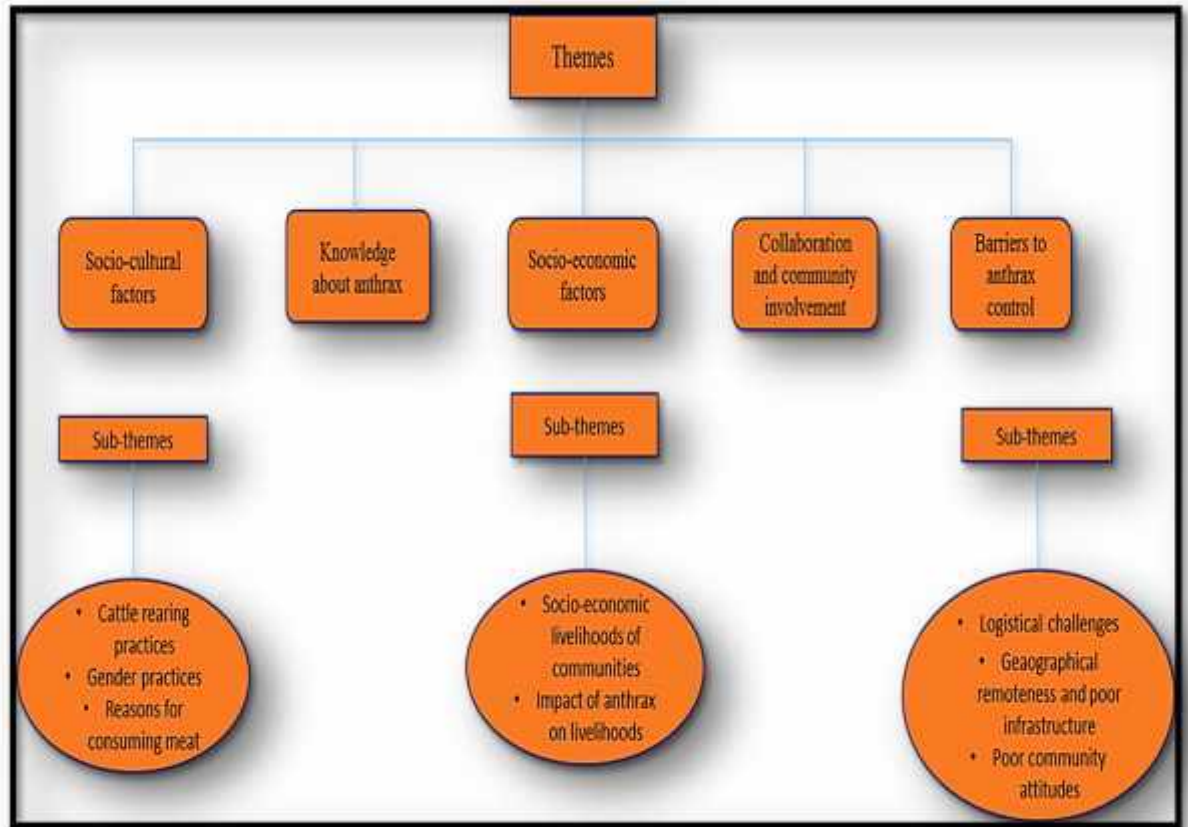 Themes
Socio-cultural
factors
Knowledge
about anthrax
Socio-economic
factors
Collaboration
and community
involvement
Barriers to
anthrax
control
Sub-themes
Sub-themes
Sub-themes
• Cattle rearing
practices
• Gender practices
• Reasons for
consuming meat
• Socio-economic
livelihoods of
communities
• Impact of anthrax
on livelihoods
• Logistical challenges
• Geaographical
remoteness and poor
infrastructure
• Poor community
attitudes